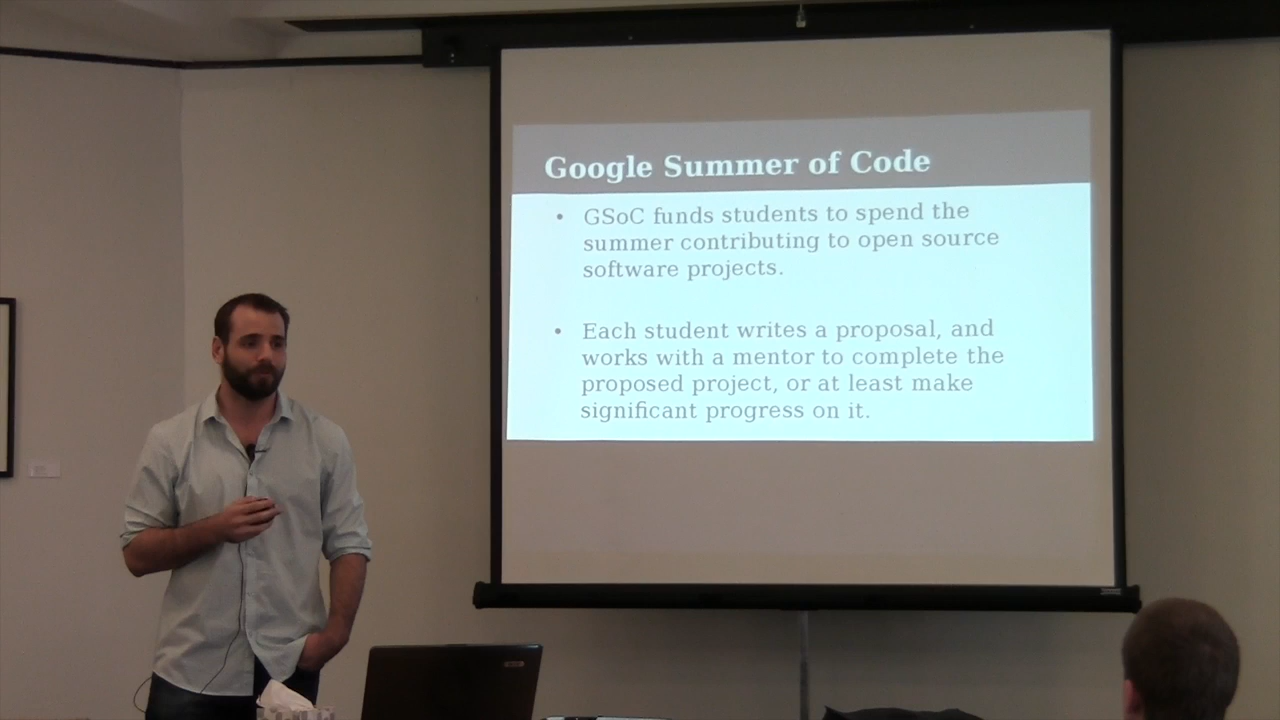 Google Summer of Code
• GSoC funds students to spend the
summer contributing to open source
software projects.
• Each student writes a proposal, and
works with a mentor to complete the
proposed project, or at least make
significant progress on it.